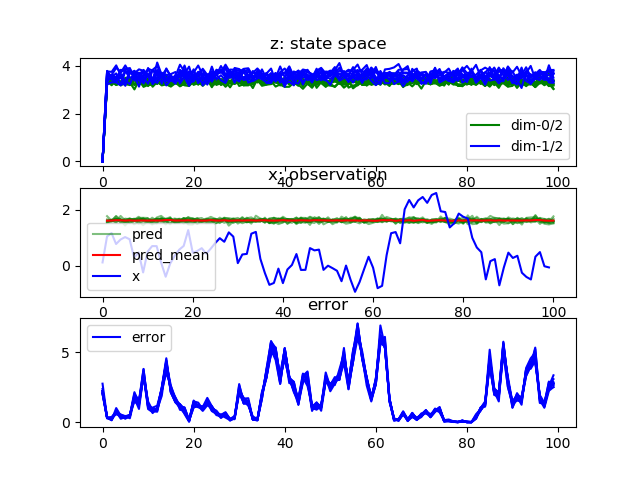 z: state space
4
2
0
dim-0/2
dim-1/2
0 20 40 60 80 100
x: observation
2
0
pred
pred_mean
x
0 20 40 60 80 100
error
5
0
error
0 20 40 60 80 100